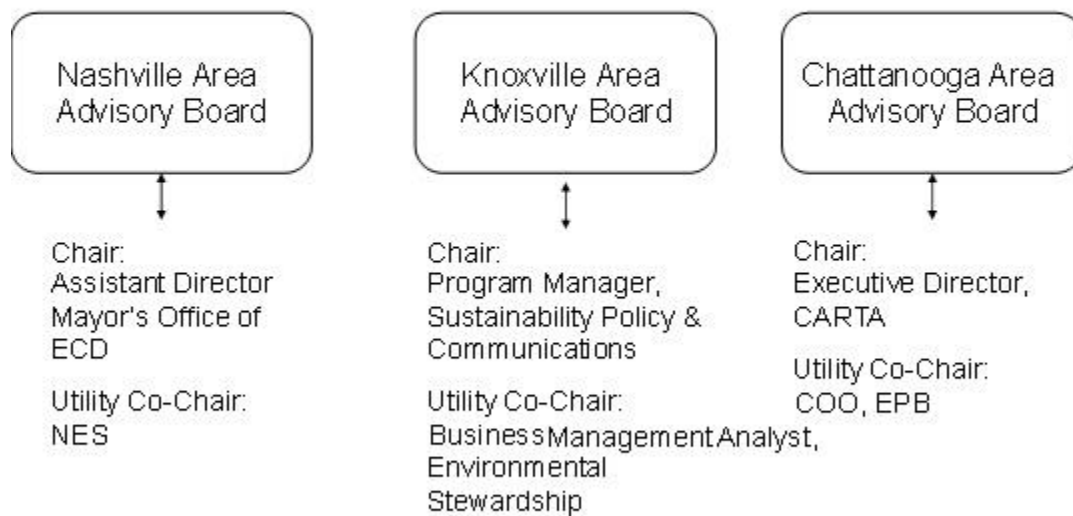 Nashville Area
Advisory Board
Chair:
Assistant Director
Mayor's Office of
ECD
Utility Co-Chair:
NES
Knoxville Area
Advisory Board
Chair:
Program Manager,
Sustainability Policy &
Communications
Utility Co-Chair:
Business Management Analyst,
Environmental
Stewardship
Chattanooga Area
Advisory Board
Chair:
Executive Director,
CARTA
Utility Co-Chair:
COO, EPB